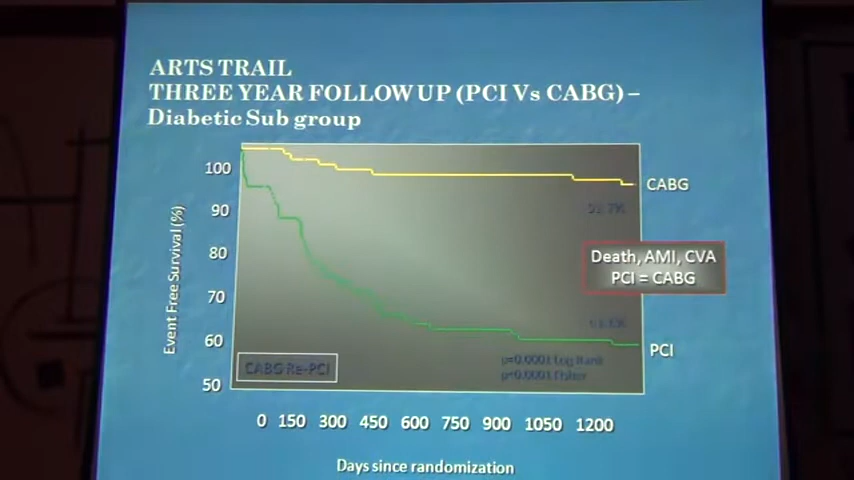 ARTS TRAIL
THREE YEAR FOLLOW UP (PCI Vs CABG) –
Diabetic Sub group
100
90
80
70
60
50
Event Free Survival (%)
CABG
Death, AMI, CVA
PCI = CABG
PCI
CABG Re-PCI
p=0.0001 Log Rank
p<0.0001 Fisher
0 150 300 450 600 750 900 1050 1200
Days since randomization